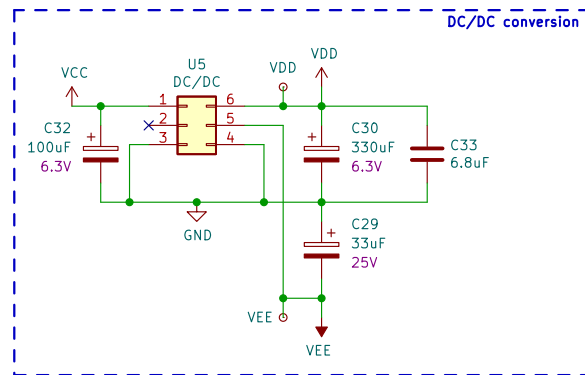 DC/DC conversion
U5
DC/DC
VCC
VDD
VDD
1
2
3
6
5
4
C32
100uF
6.3V
+
C30
330uF
6.3V
+
C33
6.8uF
GND
C29
33uF
25V
+
VEE
VEE